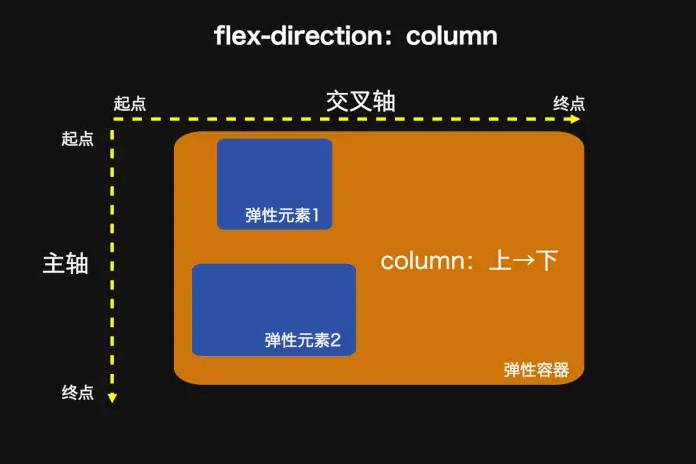 flex-direction：column
交叉轴
起点
终点
起点
弹性元素1
主轴
column：上→下
弹性元素2
弹性容器
终点